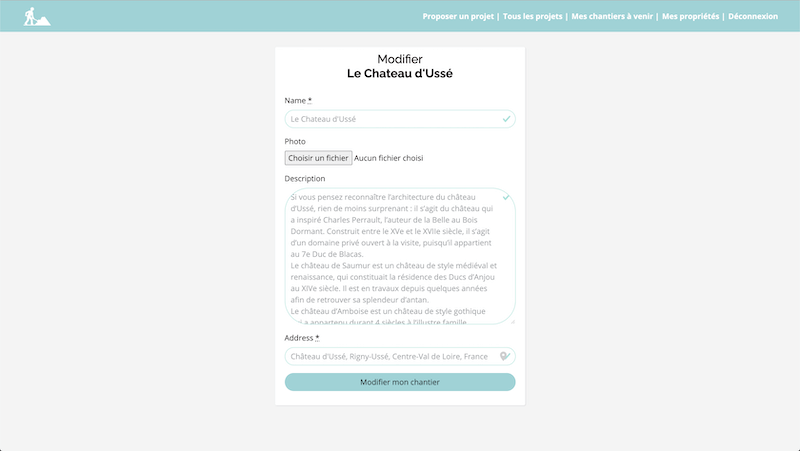 Proposer un projet | Tous les projets | Mes chantiers à venir | Mes propriétés | Déconnexion
Modifier
Le Chateau d'Ussé
Name *
Le Chateau d'Ussé
Photo
Choisir un fichier Aucun fichier choisi
Description
Si vous pensez reconnaître l'architecture du château
d'Ussé, rien de moins surprenant : il s'agit du château qui
a inspiré Charles Perrault, l'auteur de la Belle au Bois
Dormant. Construit entre le XVe et le XVIIe siècle, il s'agit
d'un domaine privé ouvert à la visite, puisqu'il appartient
au 7e Duc de Blacas.
Le château de Saumur est un château de style médiéval et
renaissance, qui constituait la résidence des Ducs d'Anjou
au XIVe siècle. Il est en travaux depuis quelques années
afin de retrouver sa splendeur d'antan.
Le château d'Amboise est un château de style gothique
a appartenu durant 4 siècles à l'illustre famille
Address *
Château d'Ussé, Rigny-Ussé, Centre-Val de Loire, France
Modifier mon chantier